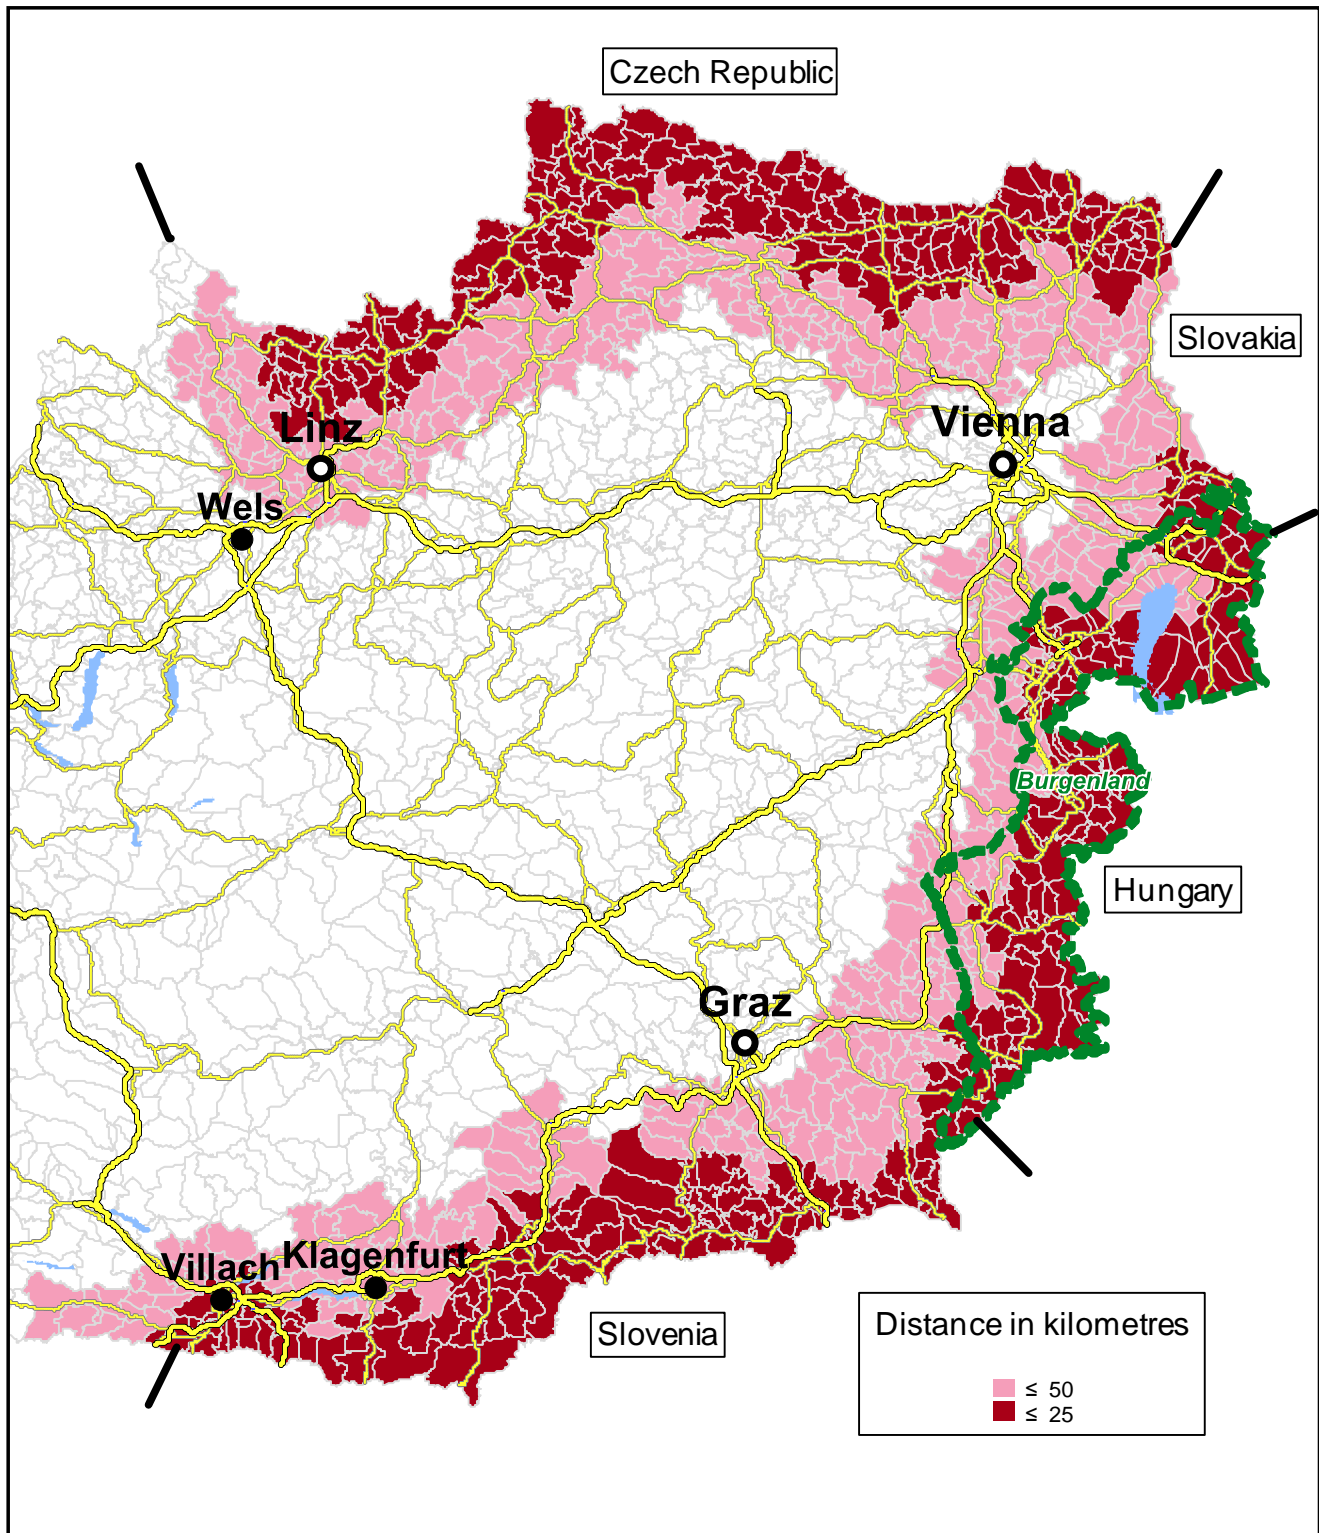 Czech Republic
Slovakia
Linz
Vienna
Wels
Burgenland
Hungary
Graz
Villach
Klagenfurt
Slovenia
Distance in kilometres
≤ 50
≤ 25